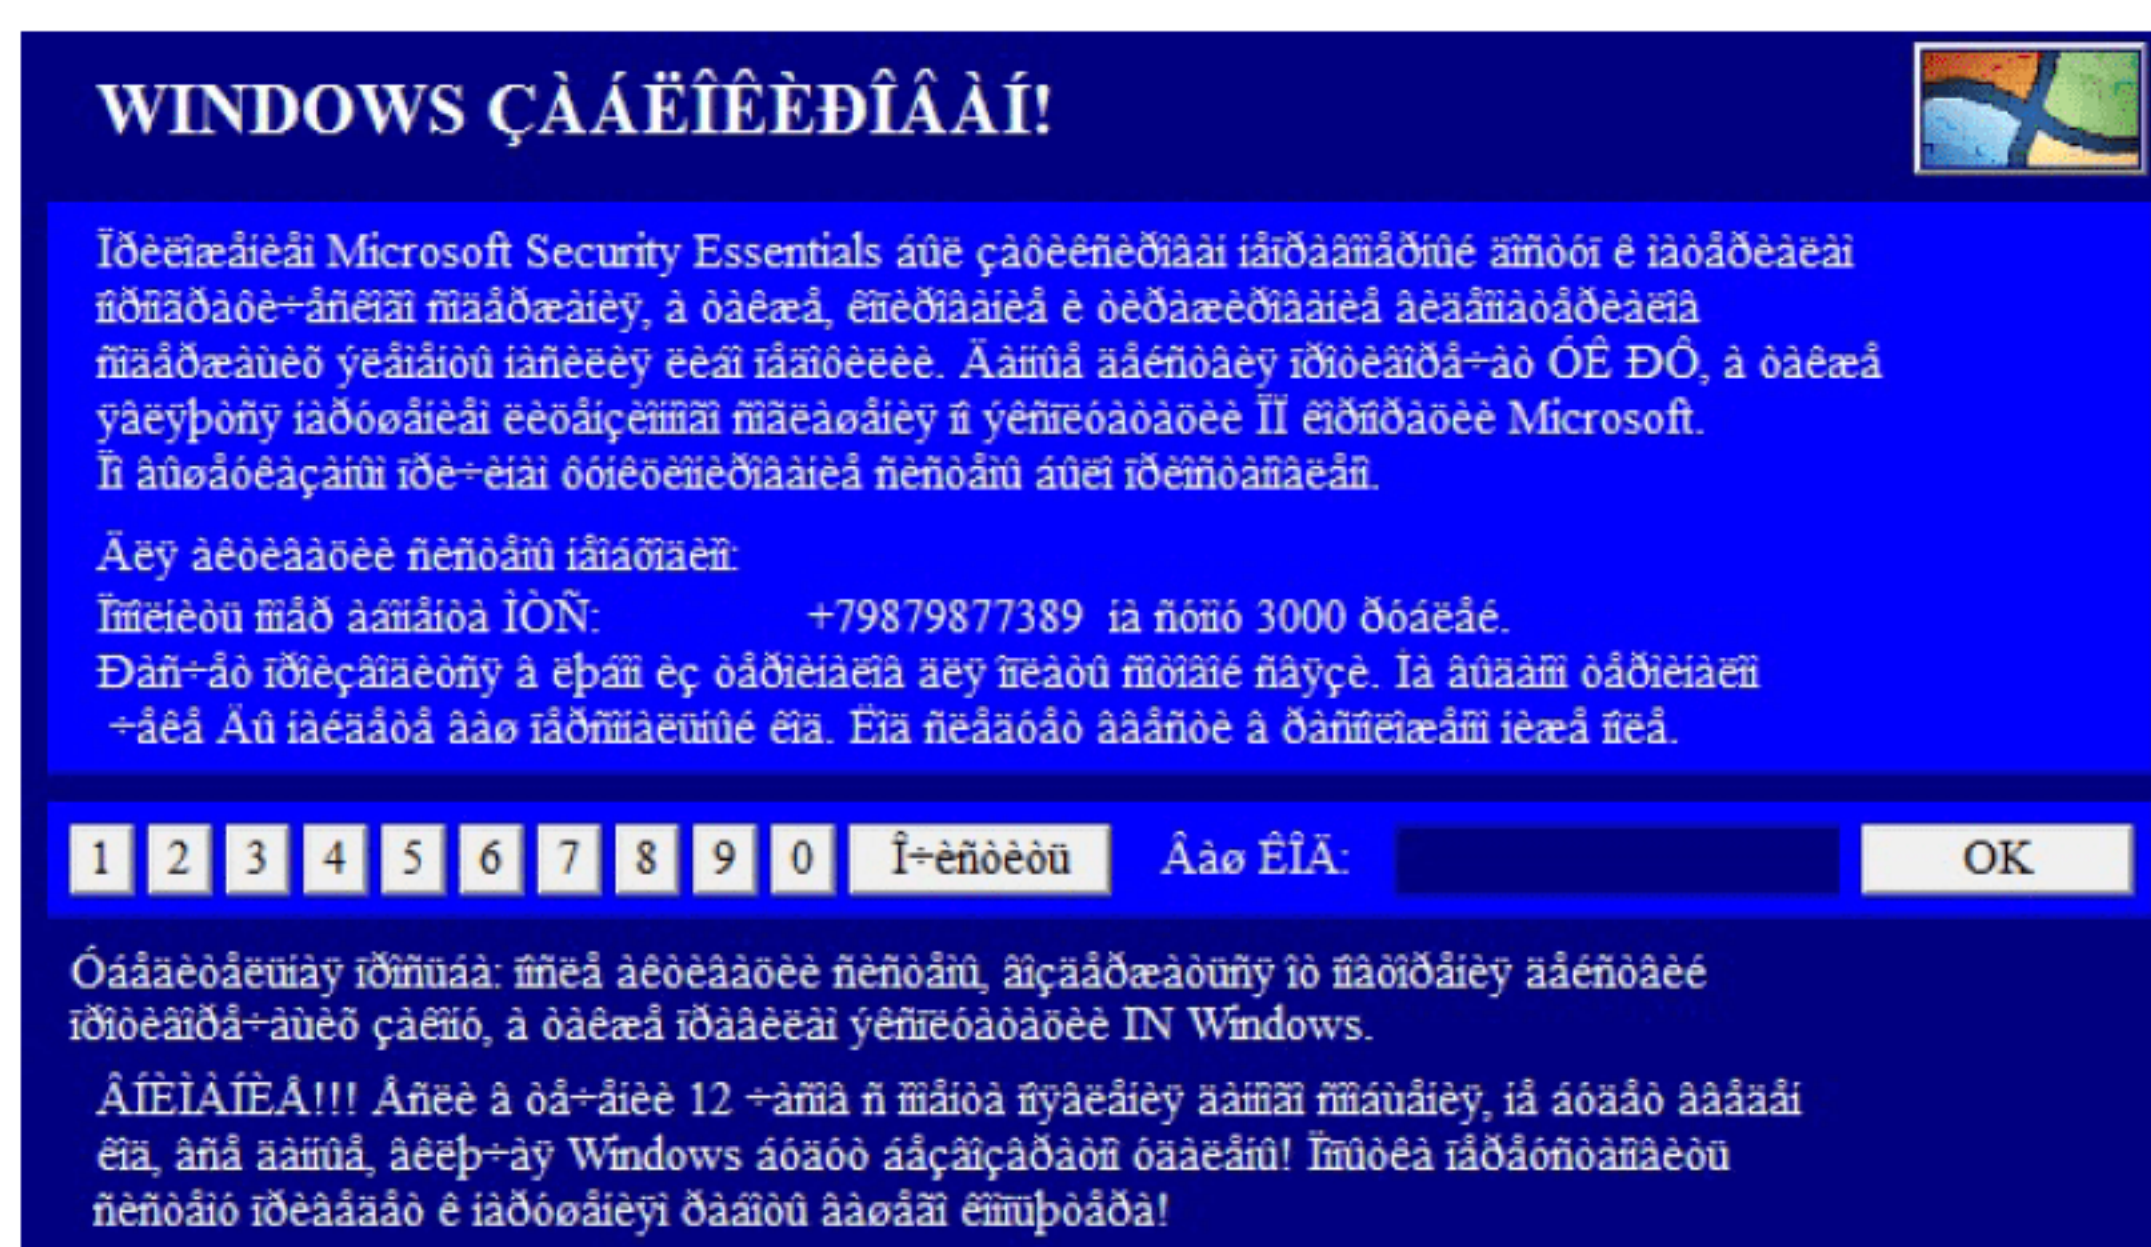 WINDOWS ÇÀÁËÎÊÈÐÎÂÀÍ!
Ïðèëîæåíèåì Microsoft Security Essentials áûë çàôèêñèðîâàí íåïðàâîìåðíûé äîñòóï ê ìàòåðèàëàì
ïîðíîãðàôè÷åñêîãî ñîäåðæàíèÿ, à òàêæå, êîïèðîâàíèå è òèðàæèðîâàíèå âèäåîìàòåðèàëîâ
ñîäåðæàùèõ ýëåìåíòû íàñèëèÿ ëèáî ïåäîôèëèè. Äàííûå äåéñòâèÿ ïðîòèâîðå÷àò ÓÊ ÐÔ, à òàêæå
ÿâëÿþòñÿ íàðóøåíèåì ëèöåíçèîííîãî ñîãëàøåíèÿ ïî ýêñïëóàòàöèè ÏÎ êîðïîðàöèè Microsoft.
Ïî âûøåóêàçàíûì ïðè÷èíàì ôóíêöèîíèðîâàíèå ñèñòåìû áûëî ïðèîñòàíîâëåíî.
Äëÿ àêòèâàöèè ñèñòåìû íåîáõîäèìî:
Ïîïîëíèòü íîìåð àáîíåíòà ÌÒÑ: +79879877389 íà ñóììó 3000 ðóáëåé.
Ðàñ÷åò ïðîèçâîäèòñÿ â ëþáîì èç òåðìèíàëîâ äëÿ îïëàòû ñîòîâîé ñâÿçè. Íà âûäàííîì òåðìèíàëîì
÷åêå Âû íàéäåòå âàø ïåðñîíàëüíûé êîä. Êîä ñëåäóåò ââåñòè â ðàñïîëîæåííîì íèæå ïîëå.
1 2 3 4 5 6 7 8 9 0 Î÷èñòèòü Âàø ÊÎÄ: OK
Óáåäèòåëüíàÿ ïðîñüáà: ïîñëå àêòèâàöèè ñèñòåìû, âîçäåðæàòüñÿ îò ïîâòîðåíèÿ äåéñòâèé
ïðîòèâîðå÷àùèõ çàêîíó, à òàêæå ïðàâèëàì ýêñïëóàòàöèè IN Windows.
ÂÍÈÌÀÍÈÅ!!! Åñëè â òå÷åíèè 12 ÷àñîâ ñ ìîìåíòà ïîÿâëåíèÿ äàííîãî ñîîáùåíèÿ, íå áóäåò ââåäåí
êîä, âñå äàííûå, âêëþ÷àÿ Windows áóäóò áåçâîçâðàòíî óäàëåíû! Ïîïûòêà ïåðåóñòàíîâèòü
ñèñòåìó ïðèâåäåò ê íàðóøåíèÿì ðàáîòû âàøåãî êîìïüþòåðà!